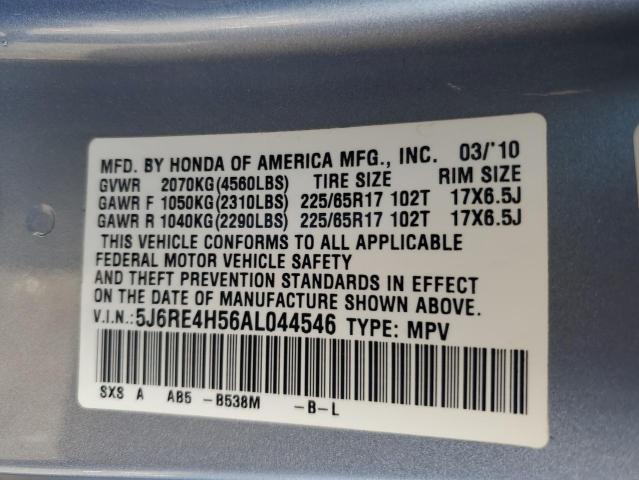 MFD. BY HONDA OF AMERICA MFG., INC. 03/'10
GVWR 2070KG(4560LBS) TIRE SIZE RIM SIZE
GAWR F 1050KG(2310LBS) 225/65R17 102T 17X6.5J
GAWR R 1040KG(2290LBS) 225/65R17 102T 17X6.5J
THIS VEHICLE CONFORMS TO ALL APPLICABLE
FEDERAL MOTOR VEHICLE SAFETY
AND THEFT PREVENTION STANDARDS IN EFFECT
ON THE DATE OF MANUFACTURE SHOWN ABOVE.
V.I.N.:5J6RE4H56AL044546 TYPE: MPV
SXS A AB5 -B538M -B-L